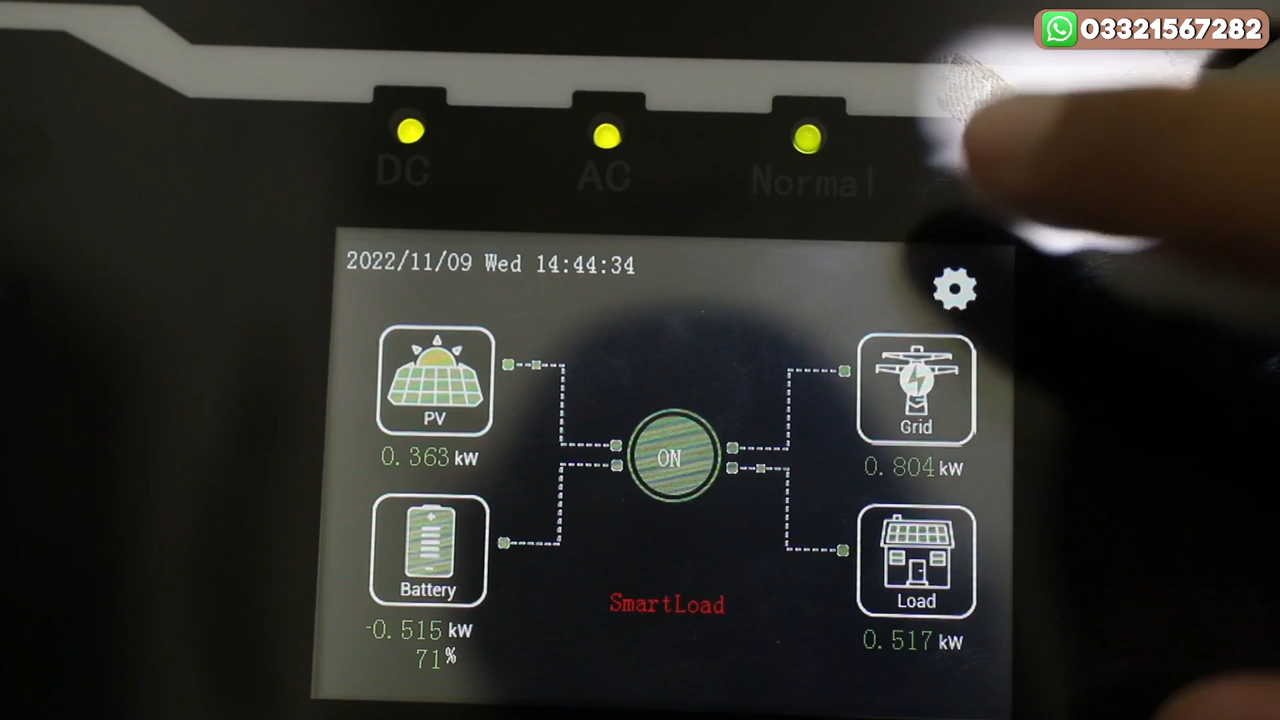 03321567282
DC AC Normal
2022/11/09 Wed 14:44:34
PV
0.363 kW
Grid
0.804 kW
ON
Battery
-0.515 kW
71%
SmartLoad
Load
0.517 kW